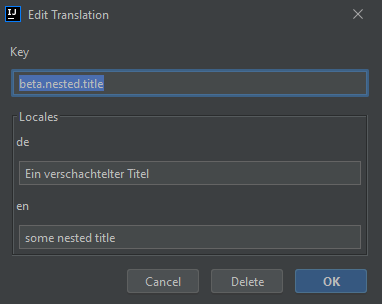 IJ
Edit Translation
Key
beta.nested.title
Locales
de
Ein verschachtelter Titel
en
some nested title
Cancel
Delete
OK